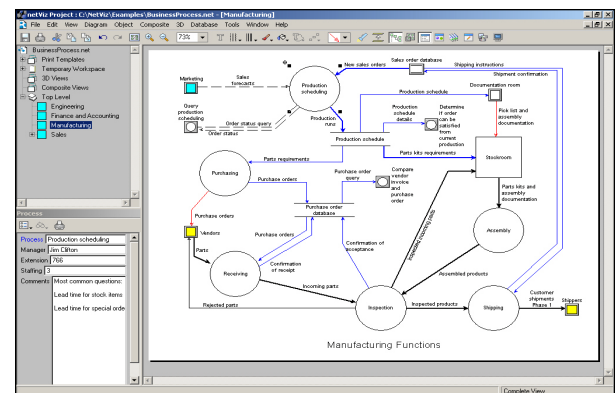 netViz Project : C:\NetViz\Examples\BusinessProcess.net - [Manufacturing]
File Edit View Diagram Object Composite 3D Database Tools Window Help
73%
BusinessProcess.net
Print Templates
Temporary Workspace
3D Views
Composite Views
Top Level
Engineering
Finance and Accounting
Manufacturing
Sales
Process
Process Production scheduling
Manager Jim Clifton
Extension 766
Staffing 3
Comments Most common questions:
Lead time for stock items
Lead time for special orde
Marketing
Sales
forecasts
Production
scheduling
New sales orders
Sales order database
Shipping instructions
Shipment confirmation
Query
production
scheduling
Order status query
Order status
Production
runs
Production schedule
Production schedule
Production
schedule
details
Determine
if order
can be
satisfied
from
current
production
Documentation room
Pick list and
assembly
documentation
Parts requirements
Parts kits requirements
Stockroom
Purchasing
Purchase orders
Purchase order
query
Compare
vendor
invoice
and
purchase
order
Purchase order
database
Parts kits and
assembly
documentation
Purchase orders
Vendors
Parts
Purchase orders
Confirmation
of receipt
Receiving
Confirmation of
acceptance
Inspected incoming parts
Assembly
Incoming parts
Assembled products
Rejected parts
Inspection
Inspected products
Shipping
Customer
shipments
Phase 1
Shippers
Manufacturing Functions
Complete View